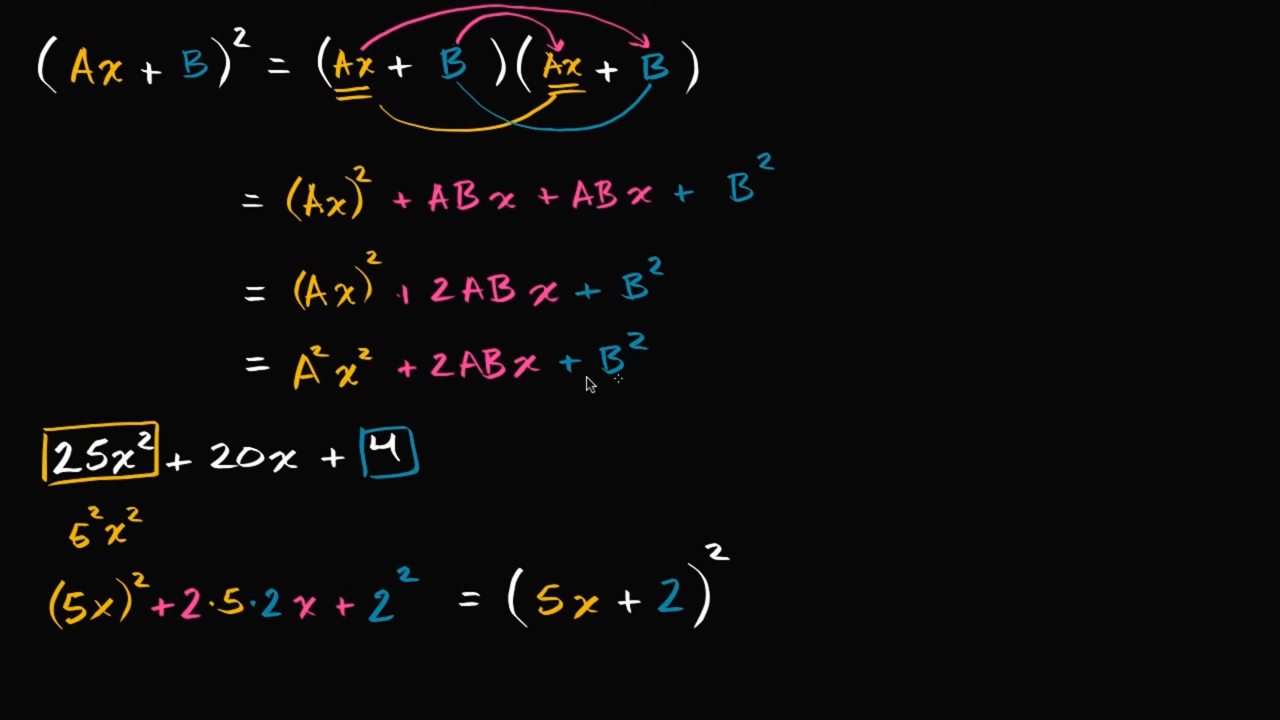 (Ax + B)² = (Ax + B)(Ax + B)
= (Ax)² + ABx + ABx + B²
= (Ax)² + 2ABx + B²
= A²x² + 2ABx + B²
25x² + 20x + 4
5²x²
(5x)² + 2·5·2x + 2² = (5x + 2)²